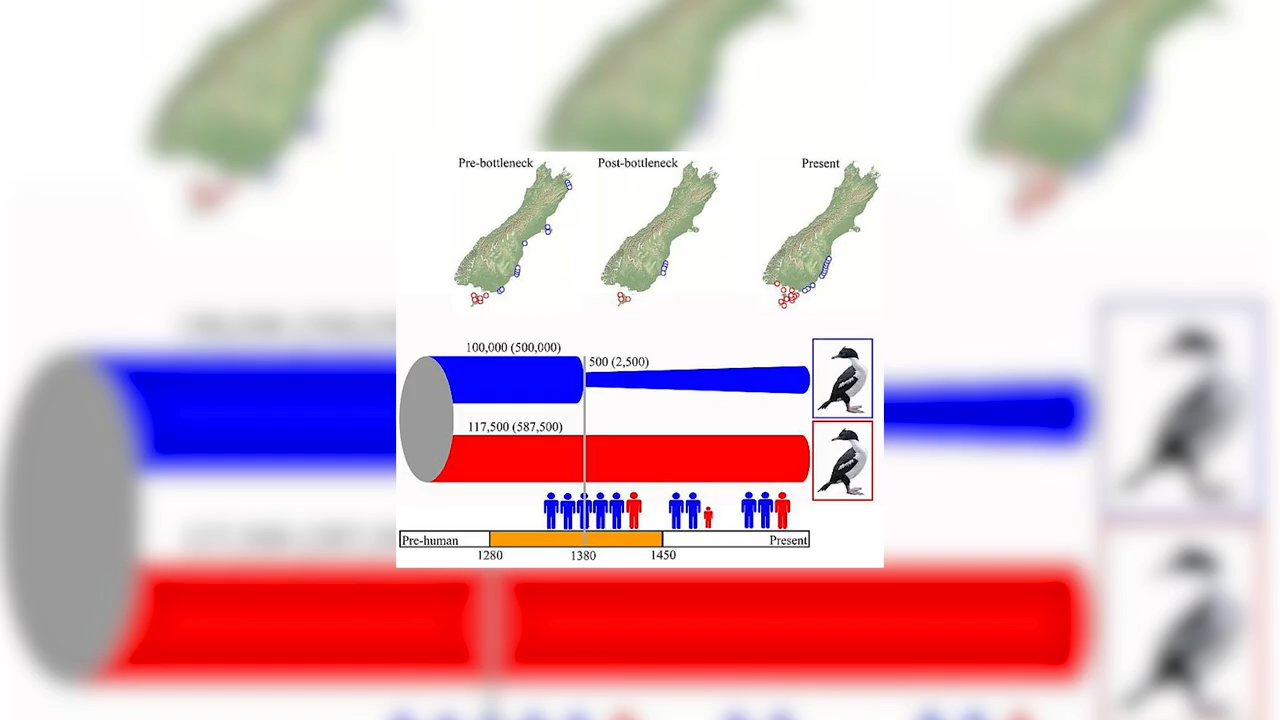 Pre-bottleneck
Post-bottleneck
Present
100,000 (500,000)
500 (2,500)
117,500 (587,500)
Pre-human
Present
1280
1380
1450